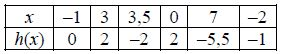 x –1 3 3,5 0 7 –2
h(x) 0 2 –2 2 –5,5 –1